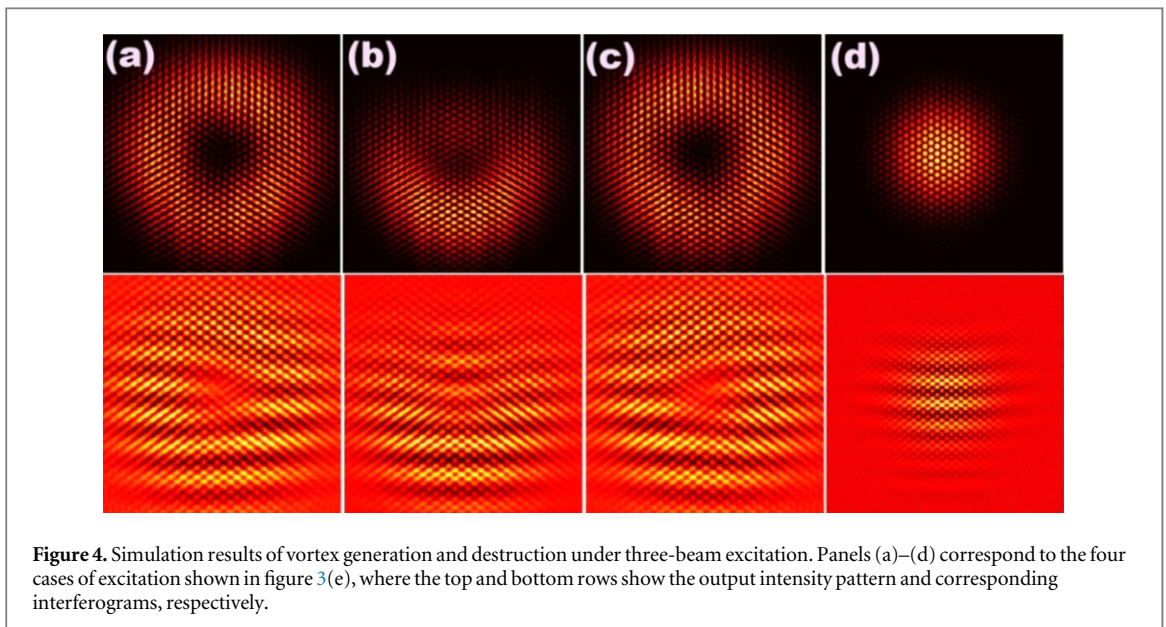 (a) (b) (c) (d)
Figure 4. Simulation results of vortex generation and destruction under three-beam excitation. Panels (a)–(d) correspond to the four
cases of excitation shown in figure 3(e), where the top and bottom rows show the output intensity pattern and corresponding
interferograms, respectively.